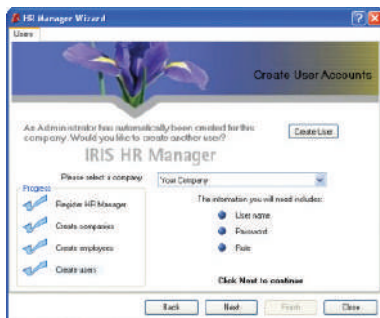 HR Manager Wizard
Users
Create User Accounts
An Administrator has automatically been created for this
company. Would you like to create another user?
Create User
IRIS HR Manager
Please select a company
Your Company
Progress
Register HR Manager
Create companies
Create employees
Create users
The information you will need includes:
User name
Password
Role
Click Next to continue
Back
Next
Finish
Close